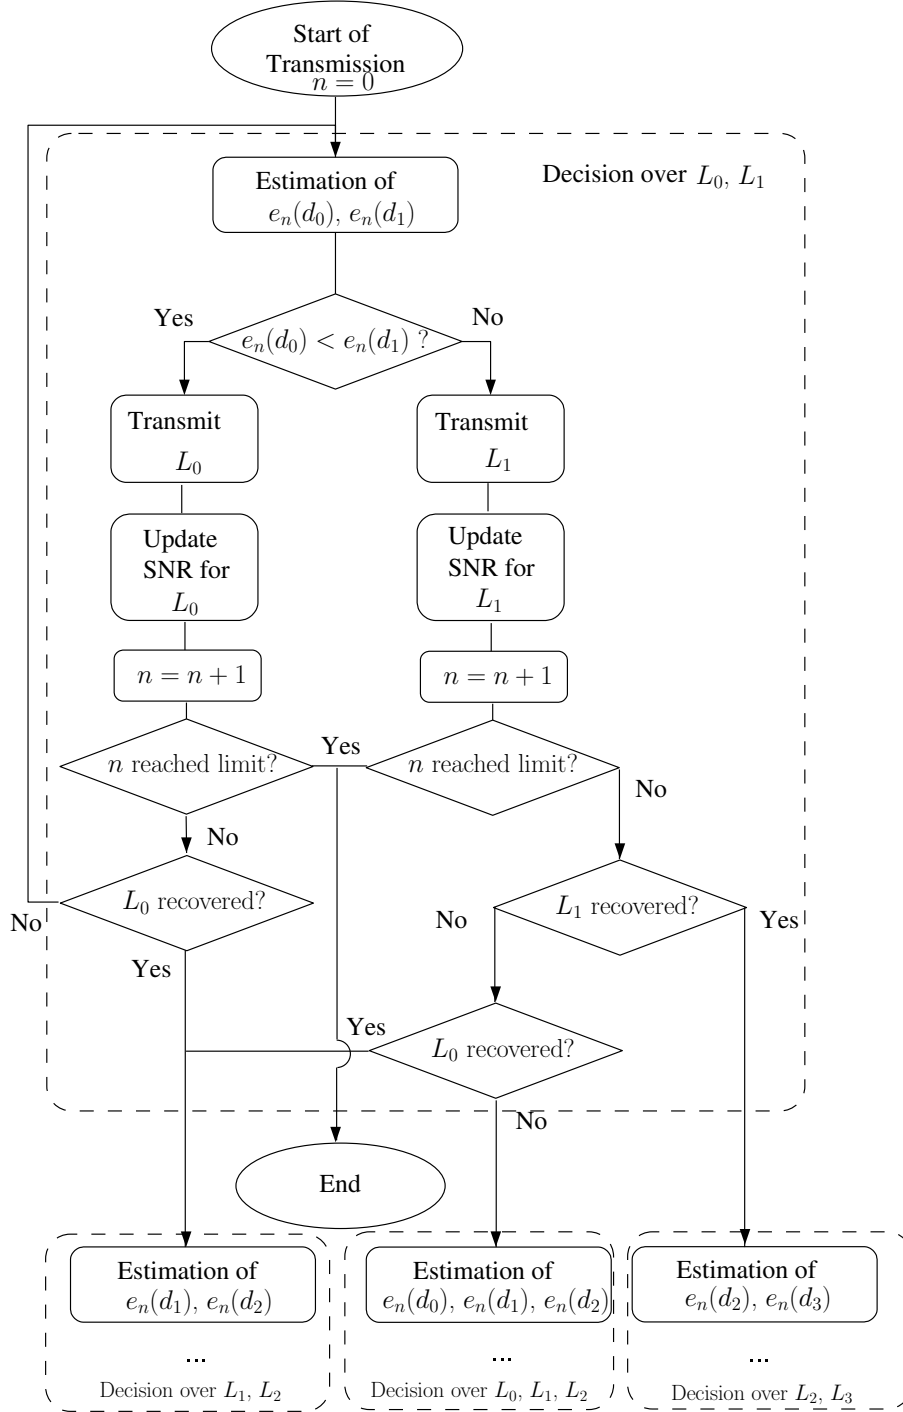 Start of
Transmission
n = 0
Decision over L₀, L₁
Estimation of
eₙ(d₀), eₙ(d₁)
Yes
No
eₙ(d₀) < eₙ(d₁) ?
Transmit
L₀
Transmit
L₁
Update
SNR for
L₀
Update
SNR for
L₁
n = n + 1
n = n + 1
n reached limit?
Yes
n reached limit?
No
No
L₀ recovered?
No
Yes
No
L₁ recovered?
Yes
Yes
L₀ recovered?
No
End
Estimation of
eₙ(d₁), eₙ(d₂)
...
Decision over L₁, L₂
Estimation of
eₙ(d₀), eₙ(d₁), eₙ(d₂)
...
Decision over L₀, L₁, L₂
Estimation of
eₙ(d₂), eₙ(d₃)
...
Decision over L₂, L₃